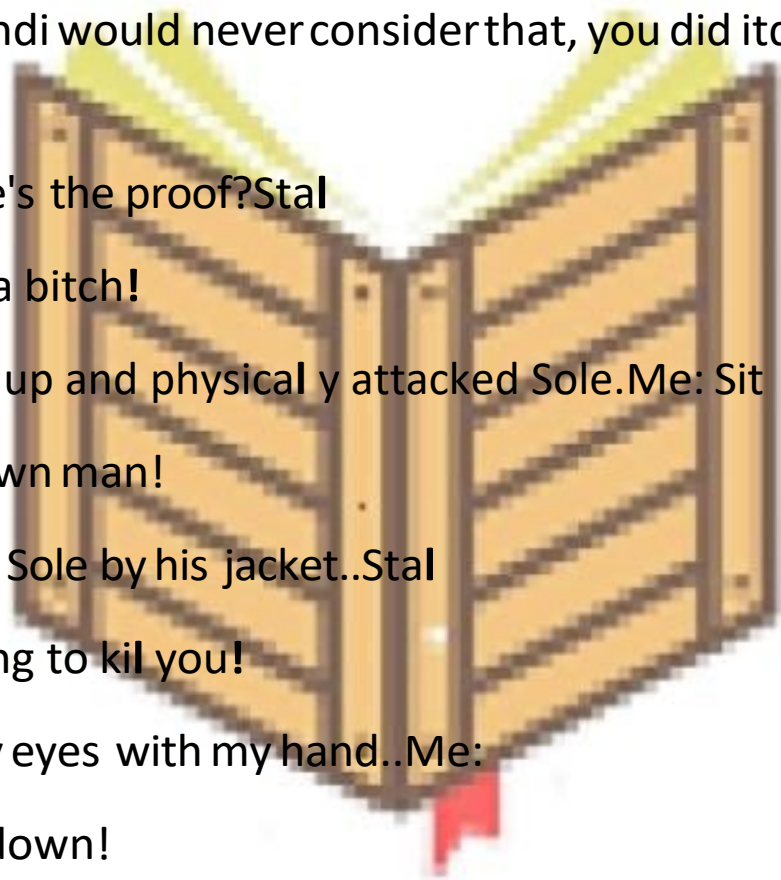 ndi would never consider that, you did itd
e's the proof?Stal
a bitch!
up and physical y attacked Sole.Me: Sit
wn man!
Sole by his jacket..Stal
ng to kil you!
y eyes with my hand..Me:
down!